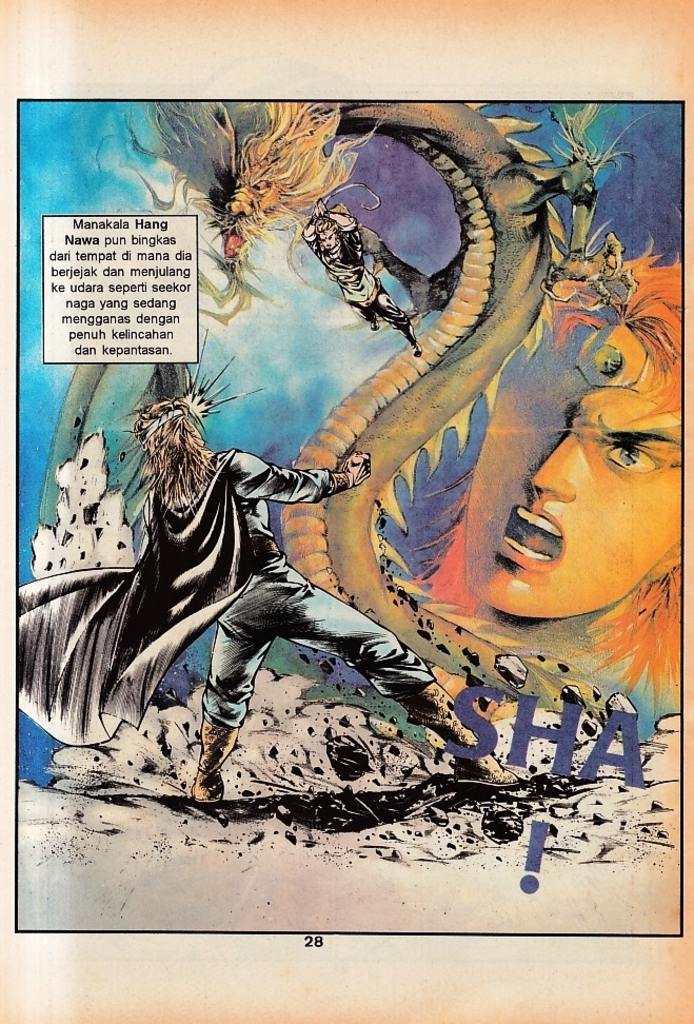 Manakala Hang
Nawa pun bingkas
dari tempat di mana dia
berjejak dan menjulang
ke udara seperti seekor
naga yang sedang
mengganas dengan
penuh kelincahan
dan kepantasan.
SHA
!
28